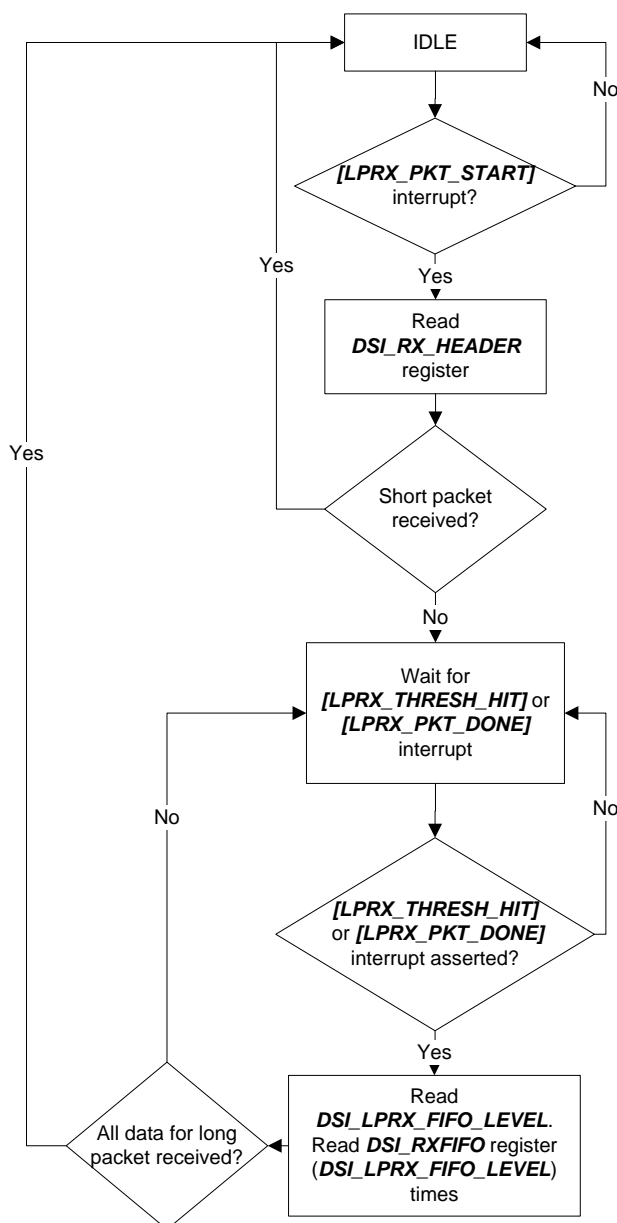 IDLE
No
[LPRX_PKT_START]
interrupt?
Yes
Yes
Read
DSI_RX_HEADER
register
Yes
Short packet
received?
No
Wait for
[LPRX_THRESH_HIT] or
[LPRX_PKT_DONE]
interrupt
No
No
[LPRX_THRESH_HIT]
or [LPRX_PKT_DONE]
interrupt asserted?
Yes
Read
DSI_LPRX_FIFO_LEVEL.
Read DSI_RXFIFO register
(DSI_LPRX_FIFO_LEVEL)
times
All data for long
packet received?